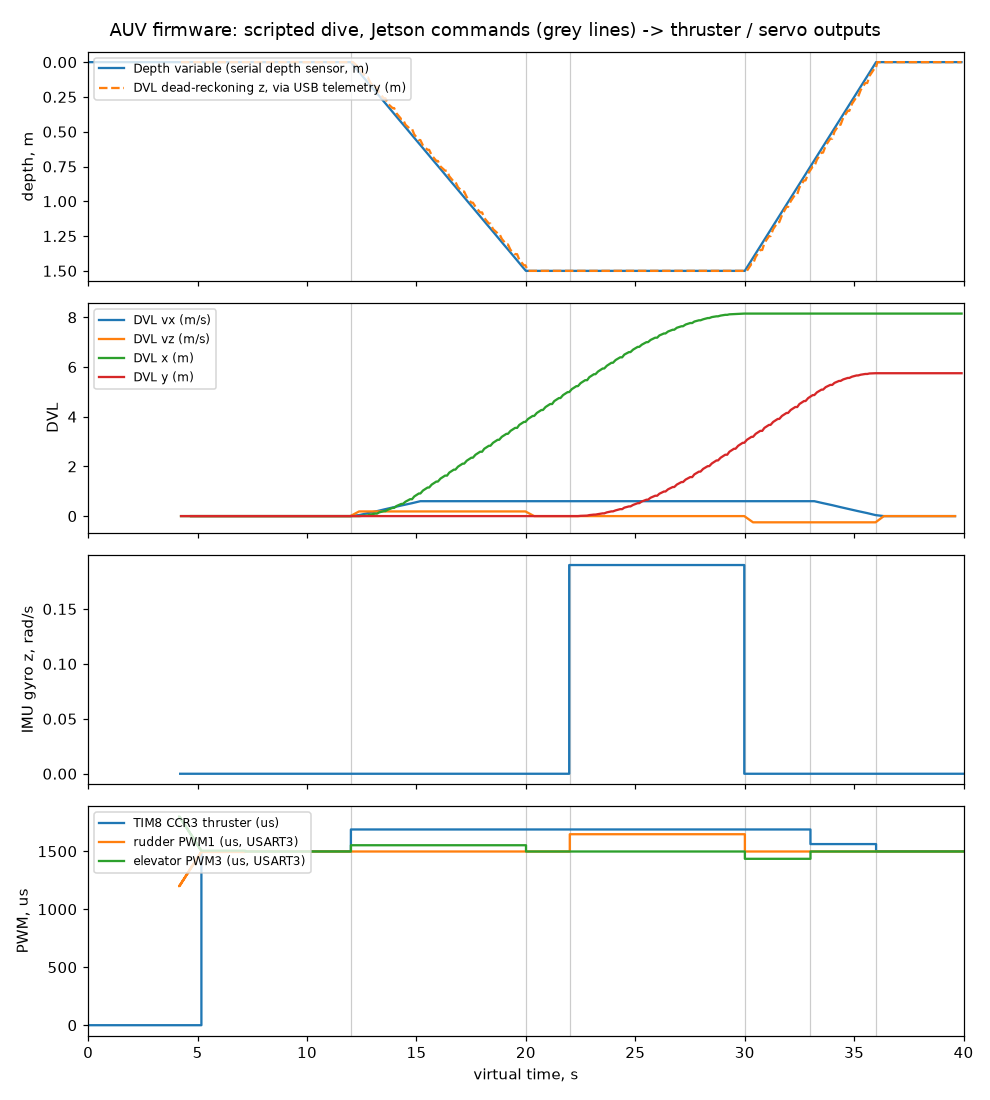 AUV firmware: scripted dive, Jetson commands (grey lines) -> thruster / servo outputs
Depth variable (serial depth sensor, m)
DVL dead-reckoning z, via USB telemetry (m)
depth, m
0.00
0.25
0.50
0.75
1.00
1.25
1.50
DVL vx (m/s)
DVL vz (m/s)
DVL x (m)
DVL y (m)
DVL
8
6
4
2
0
IMU gyro z, rad/s
0.15
0.10
0.05
0.00
TIM8 CCR3 thruster (us)
rudder PWM1 (us, USART3)
elevator PWM3 (us, USART3)
PWM, us
1500
1000
500
0
0 5 10 15 20 25 30 35 40
virtual time, s